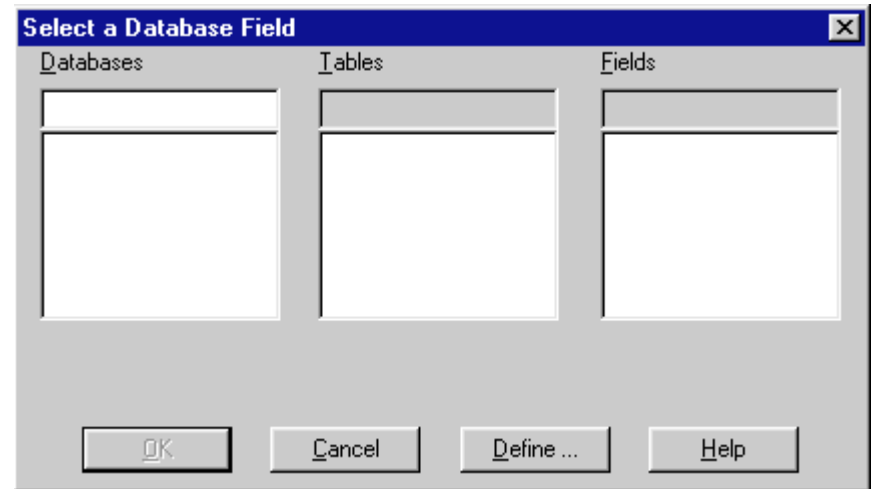 Select a Database Field
Databases Tables Fields
OK Cancel Define ... Help